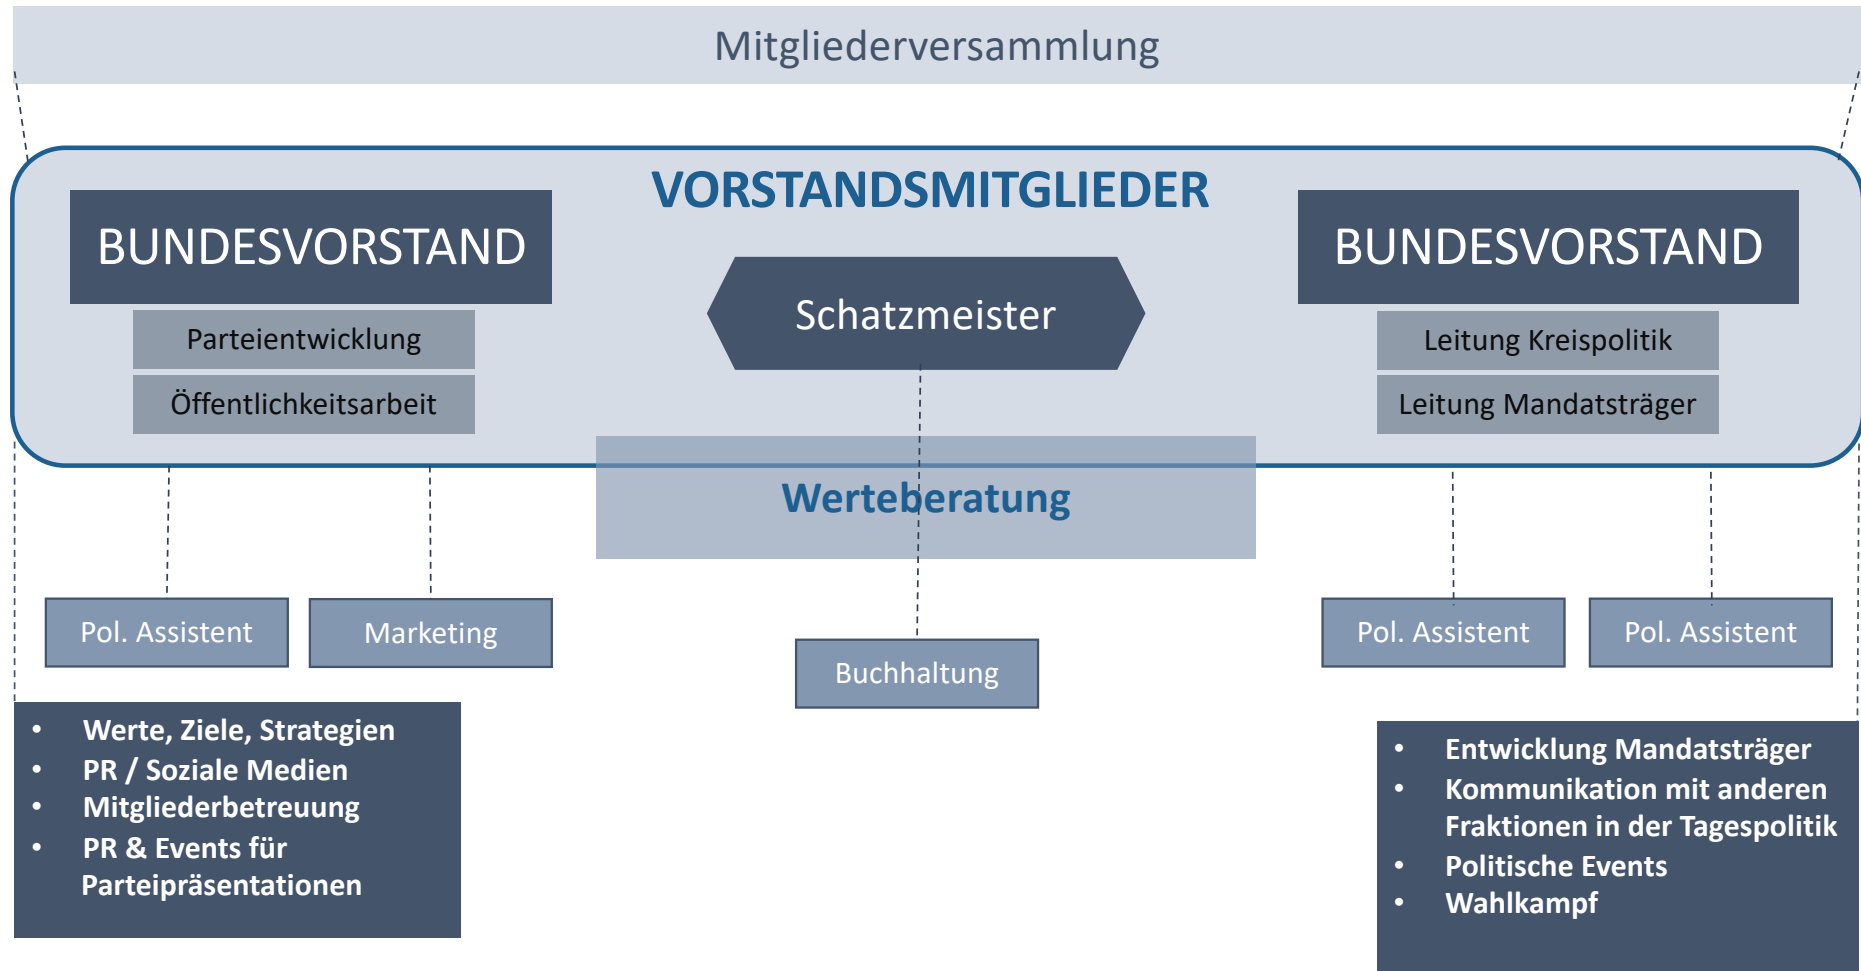 Mitgliederversammlung
VORSTANDSMITGLIEDER
BUNDESVORSTAND
Parteientwicklung
Öffentlichkeitsarbeit
Schatzmeister
BUNDESVORSTAND
Leitung Kreispolitik
Leitung Mandatsträger
Werteberatung
Pol. Assistent
Marketing
Buchhaltung
Pol. Assistent
Pol. Assistent
• Werte, Ziele, Strategien
• PR / Soziale Medien
• Mitgliederbetreuung
• PR & Events für
Parteipräsentationen
• Entwicklung Mandatsträger
• Kommunikation mit anderen
Fraktionen in der Tagespolitik
• Politische Events
• Wahlkampf